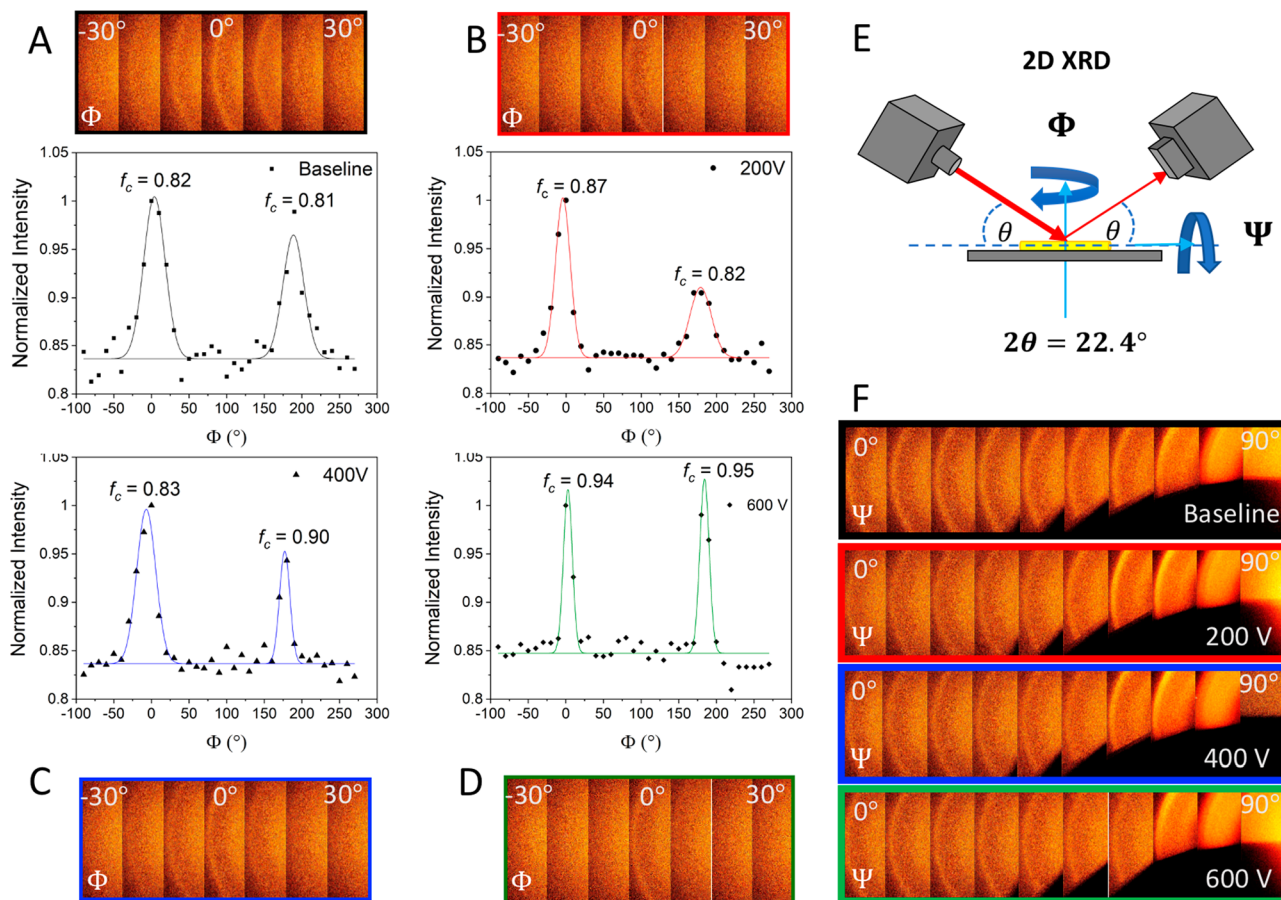 A
-30° 0° 30°
Φ
1.05
1
0.95
0.9
0.85
0.8
Normalized Intensity
Baseline
f_c = 0.82
f_c = 0.81
-100 -50 0 50 100 150 200 250 300
Φ (°)
B
-30° 0° 30°
Φ
1.05
1
0.95
0.9
0.85
0.8
Normalized Intensity
200V
f_c = 0.87
f_c = 0.82
-100 -50 0 50 100 150 200 250 300
Φ (°)
1.05
1
0.95
0.9
0.85
0.8
Normalized Intensity
400V
f_c = 0.83
f_c = 0.90
-100 -50 0 50 100 150 200 250 300
Φ (°)
C
-30° 0° 30°
Φ
1.05
1
0.95
0.9
0.85
0.8
Normalized Intensity
600 V
f_c = 0.94
f_c = 0.95
-100 -50 0 50 100 150 200 250 300
Φ (°)
D
-30° 0° 30°
Φ
E
2D XRD
Φ
θ θ
Ψ
2θ = 22.4°
F
0° 90°
Ψ Baseline
0° 90°
Ψ 200 V
0° 90°
Ψ 400 V
0° 90°
Ψ 600 V